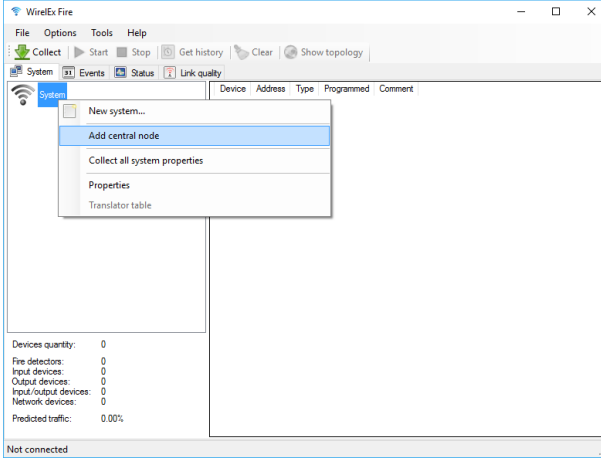 WirelEx Fire
File Options Tools Help
Collect Start Stop Get history Clear Show topology
System 31 Events Status Link quality
System
Device Address Type Programmed Comment
New system...
Add central node
Collect all system properties
Properties
Translator table
Devices quantity: 0
Fire detectors: 0
Input devices: 0
Output devices: 0
Input/output devices: 0
Network devices: 0
Predicted traffic: 0.00%
Not connected